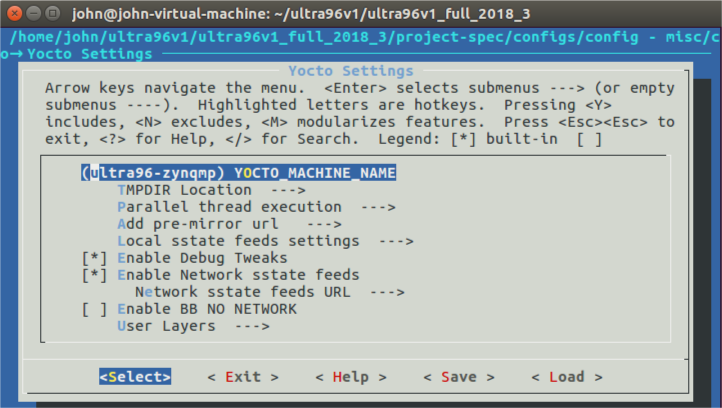 john@john-virtual-machine: ~/ultra96v1/ultra96v1_full_2018_3
/home/john/ultra96v1/ultra96v1_full_2018_3/project-spec/configs/config - misc/c
o→Yocto Settings
Yocto Settings
Arrow keys navigate the menu.  <Enter> selects submenus ---> (or empty
submenus ----).  Highlighted letters are hotkeys.  Pressing <Y>
includes, <N> excludes, <M> modularizes features.  Press <Esc><Esc> to
exit, <?> for Help, </> for Search.  Legend: [*] built-in  [ ]
(ultra96-zynqmp) YOCTO_MACHINE_NAME
TMPDIR Location  --->
Parallel thread execution  --->
Add pre-mirror url   --->
Local sstate feeds settings  --->
[*] Enable Debug Tweaks
[*] Enable Network sstate feeds
Network sstate feeds URL  --->
[ ] Enable BB NO NETWORK
User Layers  --->
<Select>    < Exit >    < Help >    < Save >    < Load >